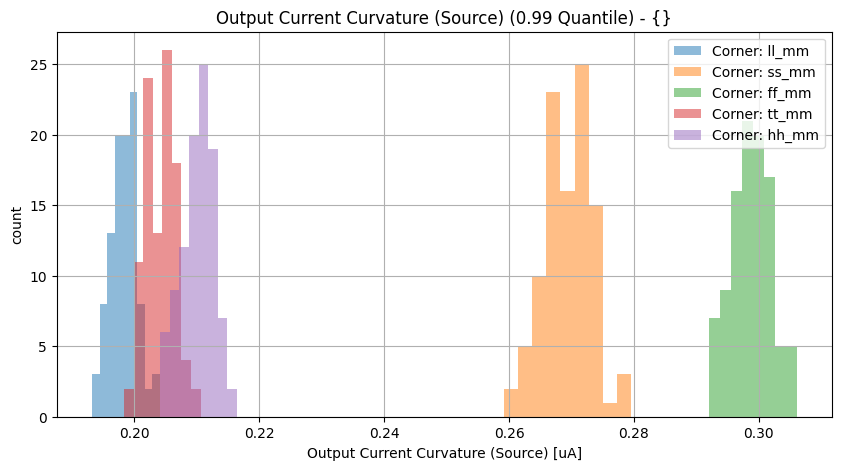 Output Current Curvature (Source) (0.99 Quantile) - {}
Corner: ll_mm
Corner: ss_mm
Corner: ff_mm
Corner: tt_mm
Corner: hh_mm
count
25
20
15
10
5
0
0.20 0.22 0.24 0.26 0.28 0.30
Output Current Curvature (Source) [uA]